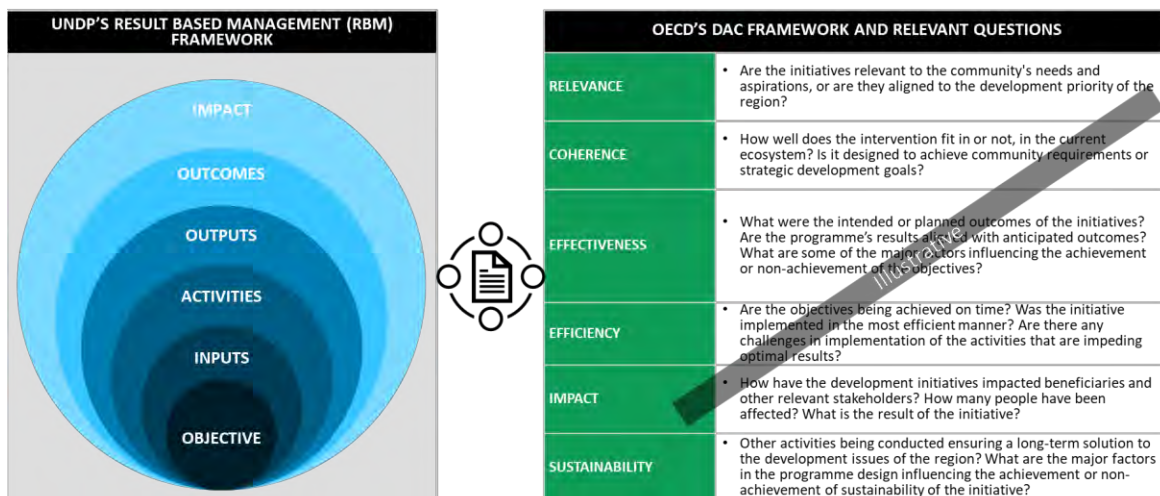 UNDP'S RESULT BASED MANAGEMENT (RBM)
FRAMEWORK
IMPACT
OUTCOMES
OUTPUTS
ACTIVITIES
INPUTS
OBJECTIVE
OECD'S DAC FRAMEWORK AND RELEVANT QUESTIONS
RELEVANCE
• Are the initiatives relevant to the community's needs and
aspirations, or are they aligned to the development priority of the
region?
COHERENCE
• How well does the intervention fit in or not, in the current
ecosystem? Is it designed to achieve community requirements or
strategic development goals?
EFFECTIVENESS
• What were the intended or planned outcomes of the initiatives?
Are the programme's results aligned with anticipated outcomes?
What are some of the major factors influencing the achievement
or non-achievement of the objectives?
EFFICIENCY
• Are the objectives being achieved on time? Was the initiative
implemented in the most efficient manner? Are there any
challenges in implementation of the activities that are impeding
optimal results?
IMPACT
• How have the development initiatives impacted beneficiaries and
other relevant stakeholders? How many people have been
affected? What is the result of the initiative?
SUSTAINABILITY
• Other activities being conducted ensuring a long-term solution to
the development issues of the region? What are the major factors
in the programme design influencing the achievement or non-
achievement of sustainability of the initiative?
Illustrative